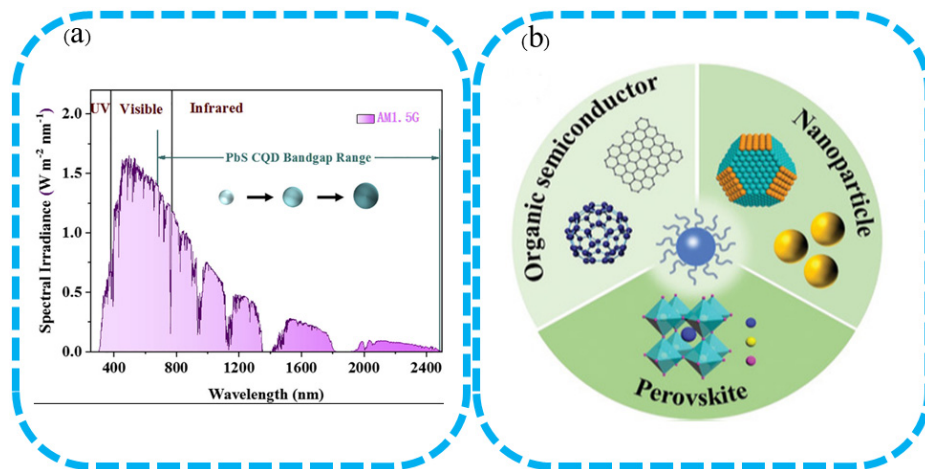 (a)
UV Visible Infrared
AM1.5G
PbS CQD Bandgap Range
2.0
1.5
1.0
0.5
0.0
Spectral Irradiance (W m⁻² nm⁻¹)
400 800 1200 1600 2000 2400
Wavelength (nm)
(b)
Organic semiconductor
Nanoparticle
Perovskite